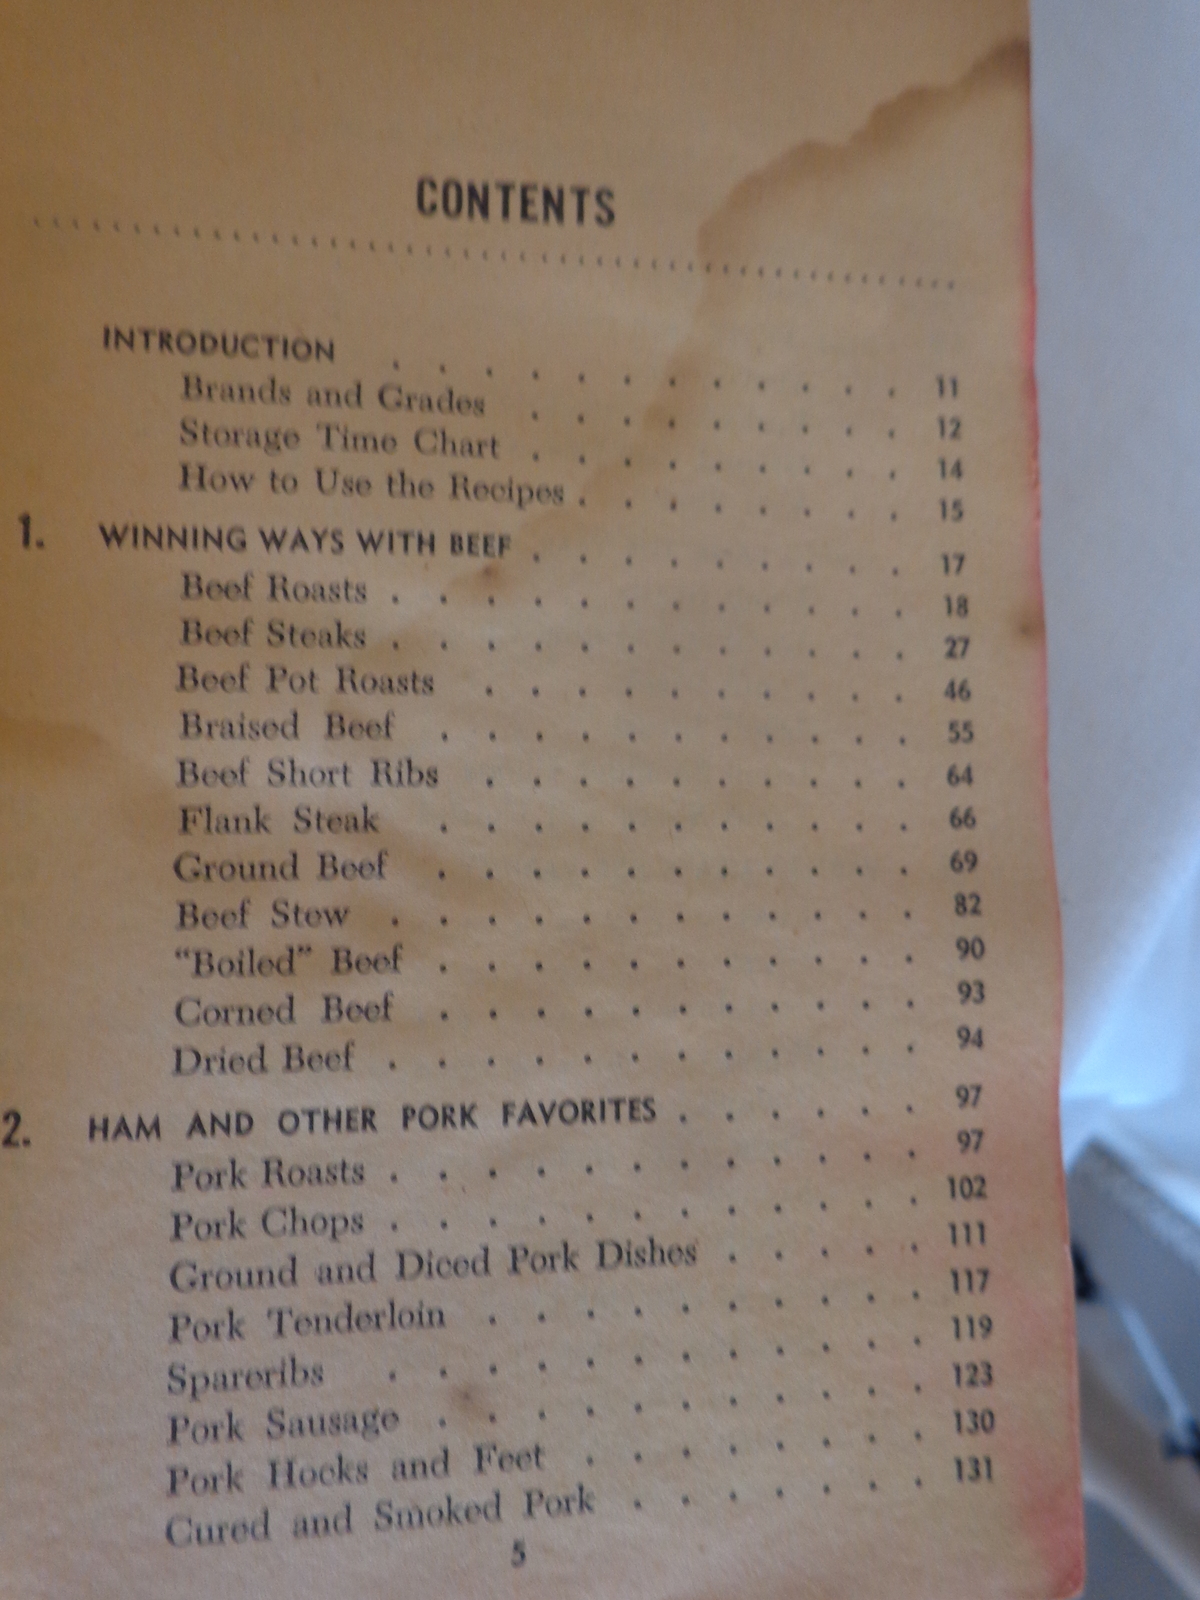 CONTENTS
INTRODUCTION . . . . . . . . . . . . 11
Brands and Grades . . . . . . . . . 12
Storage Time Chart . . . . . . . . . 14
How to Use the Recipes . . . . . . . . 15
1. WINNING WAYS WITH BEEF . . . . . . . . . 17
Beef Roasts . . . . . . . . . . . . 18
Beef Steaks . . . . . . . . . . . . 27
Beef Pot Roasts . . . . . . . . . . 46
Braised Beef . . . . . . . . . . . 55
Beef Short Ribs . . . . . . . . . . 64
Flank Steak . . . . . . . . . . . 66
Ground Beef . . . . . . . . . . . 69
Beef Stew . . . . . . . . . . . . 82
“Boiled” Beef . . . . . . . . . . . 90
Corned Beef . . . . . . . . . . . 93
Dried Beef . . . . . . . . . . . . 94
2. HAM AND OTHER PORK FAVORITES . . . . . . 97
Pork Roasts . . . . . . . . . . . . 97
Pork Chops . . . . . . . . . . . . 102
Ground and Diced Pork Dishes . . . . . 111
Pork Tenderloin . . . . . . . . . . 117
Spareribs . . . . . . . . . . . . 119
Pork Sausage . . . . . . . . . . . 123
Pork Hocks and Feet . . . . . . . . 130
Cured and Smoked Pork . . . . . . . 131
5